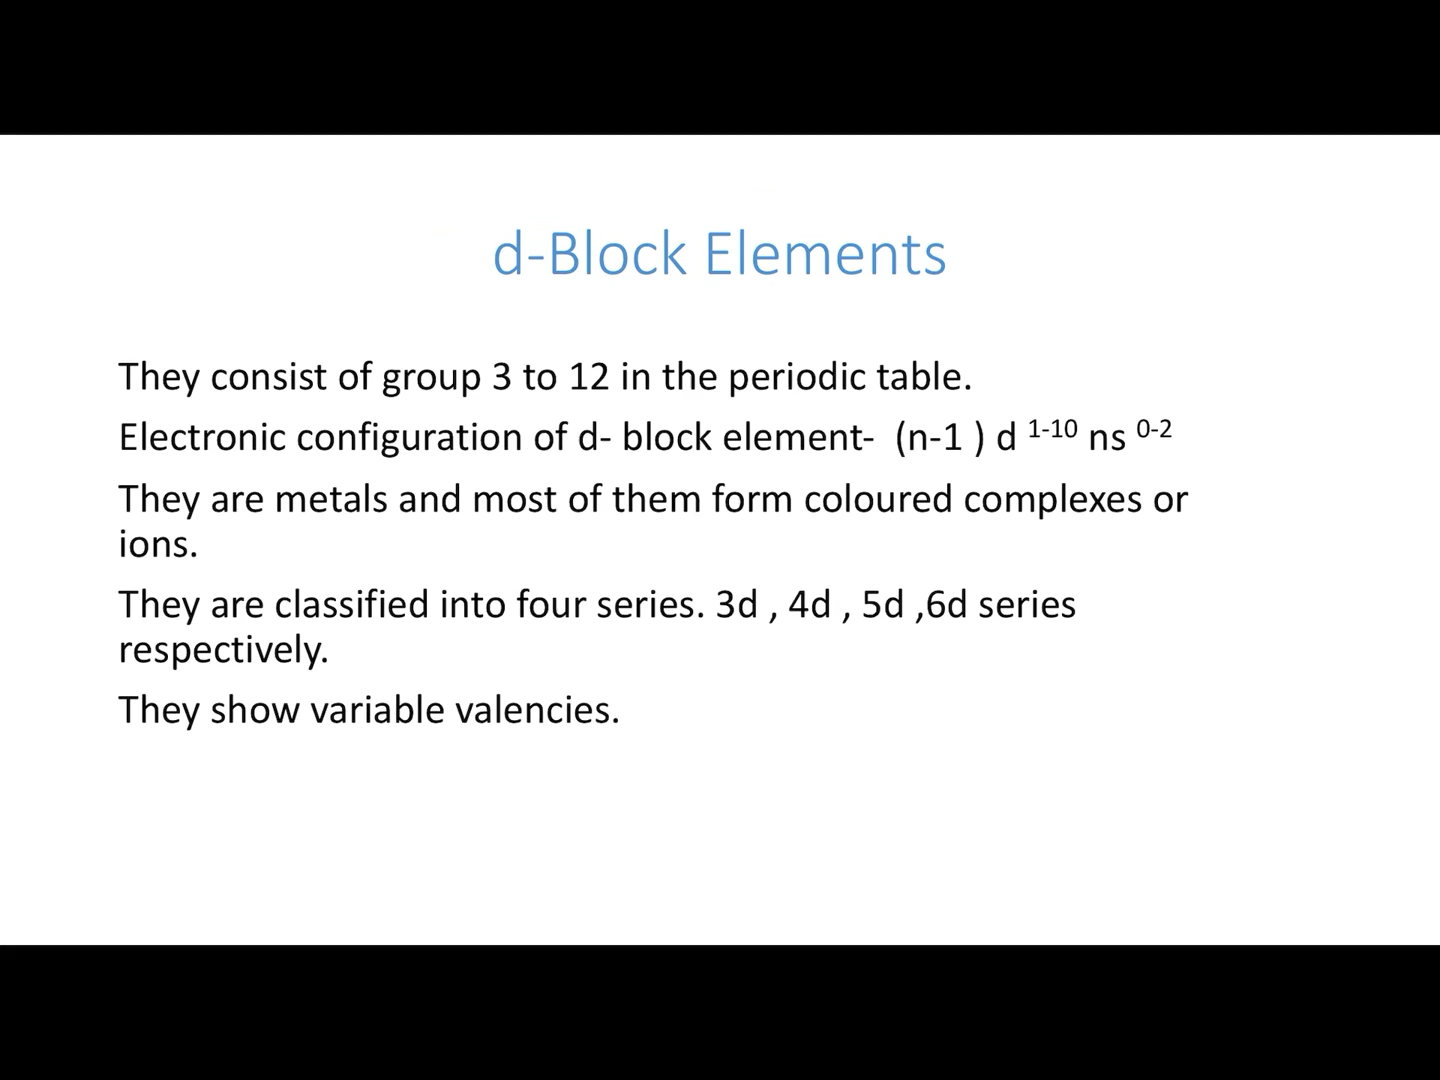 d-Block Elements
They consist of group 3 to 12 in the periodic table.
Electronic configuration of d- block element-  (n-1 ) d 1-10 ns 0-2
They are metals and most of them form coloured complexes or
ions.
They are classified into four series. 3d , 4d , 5d ,6d series
respectively.
They show variable valencies.